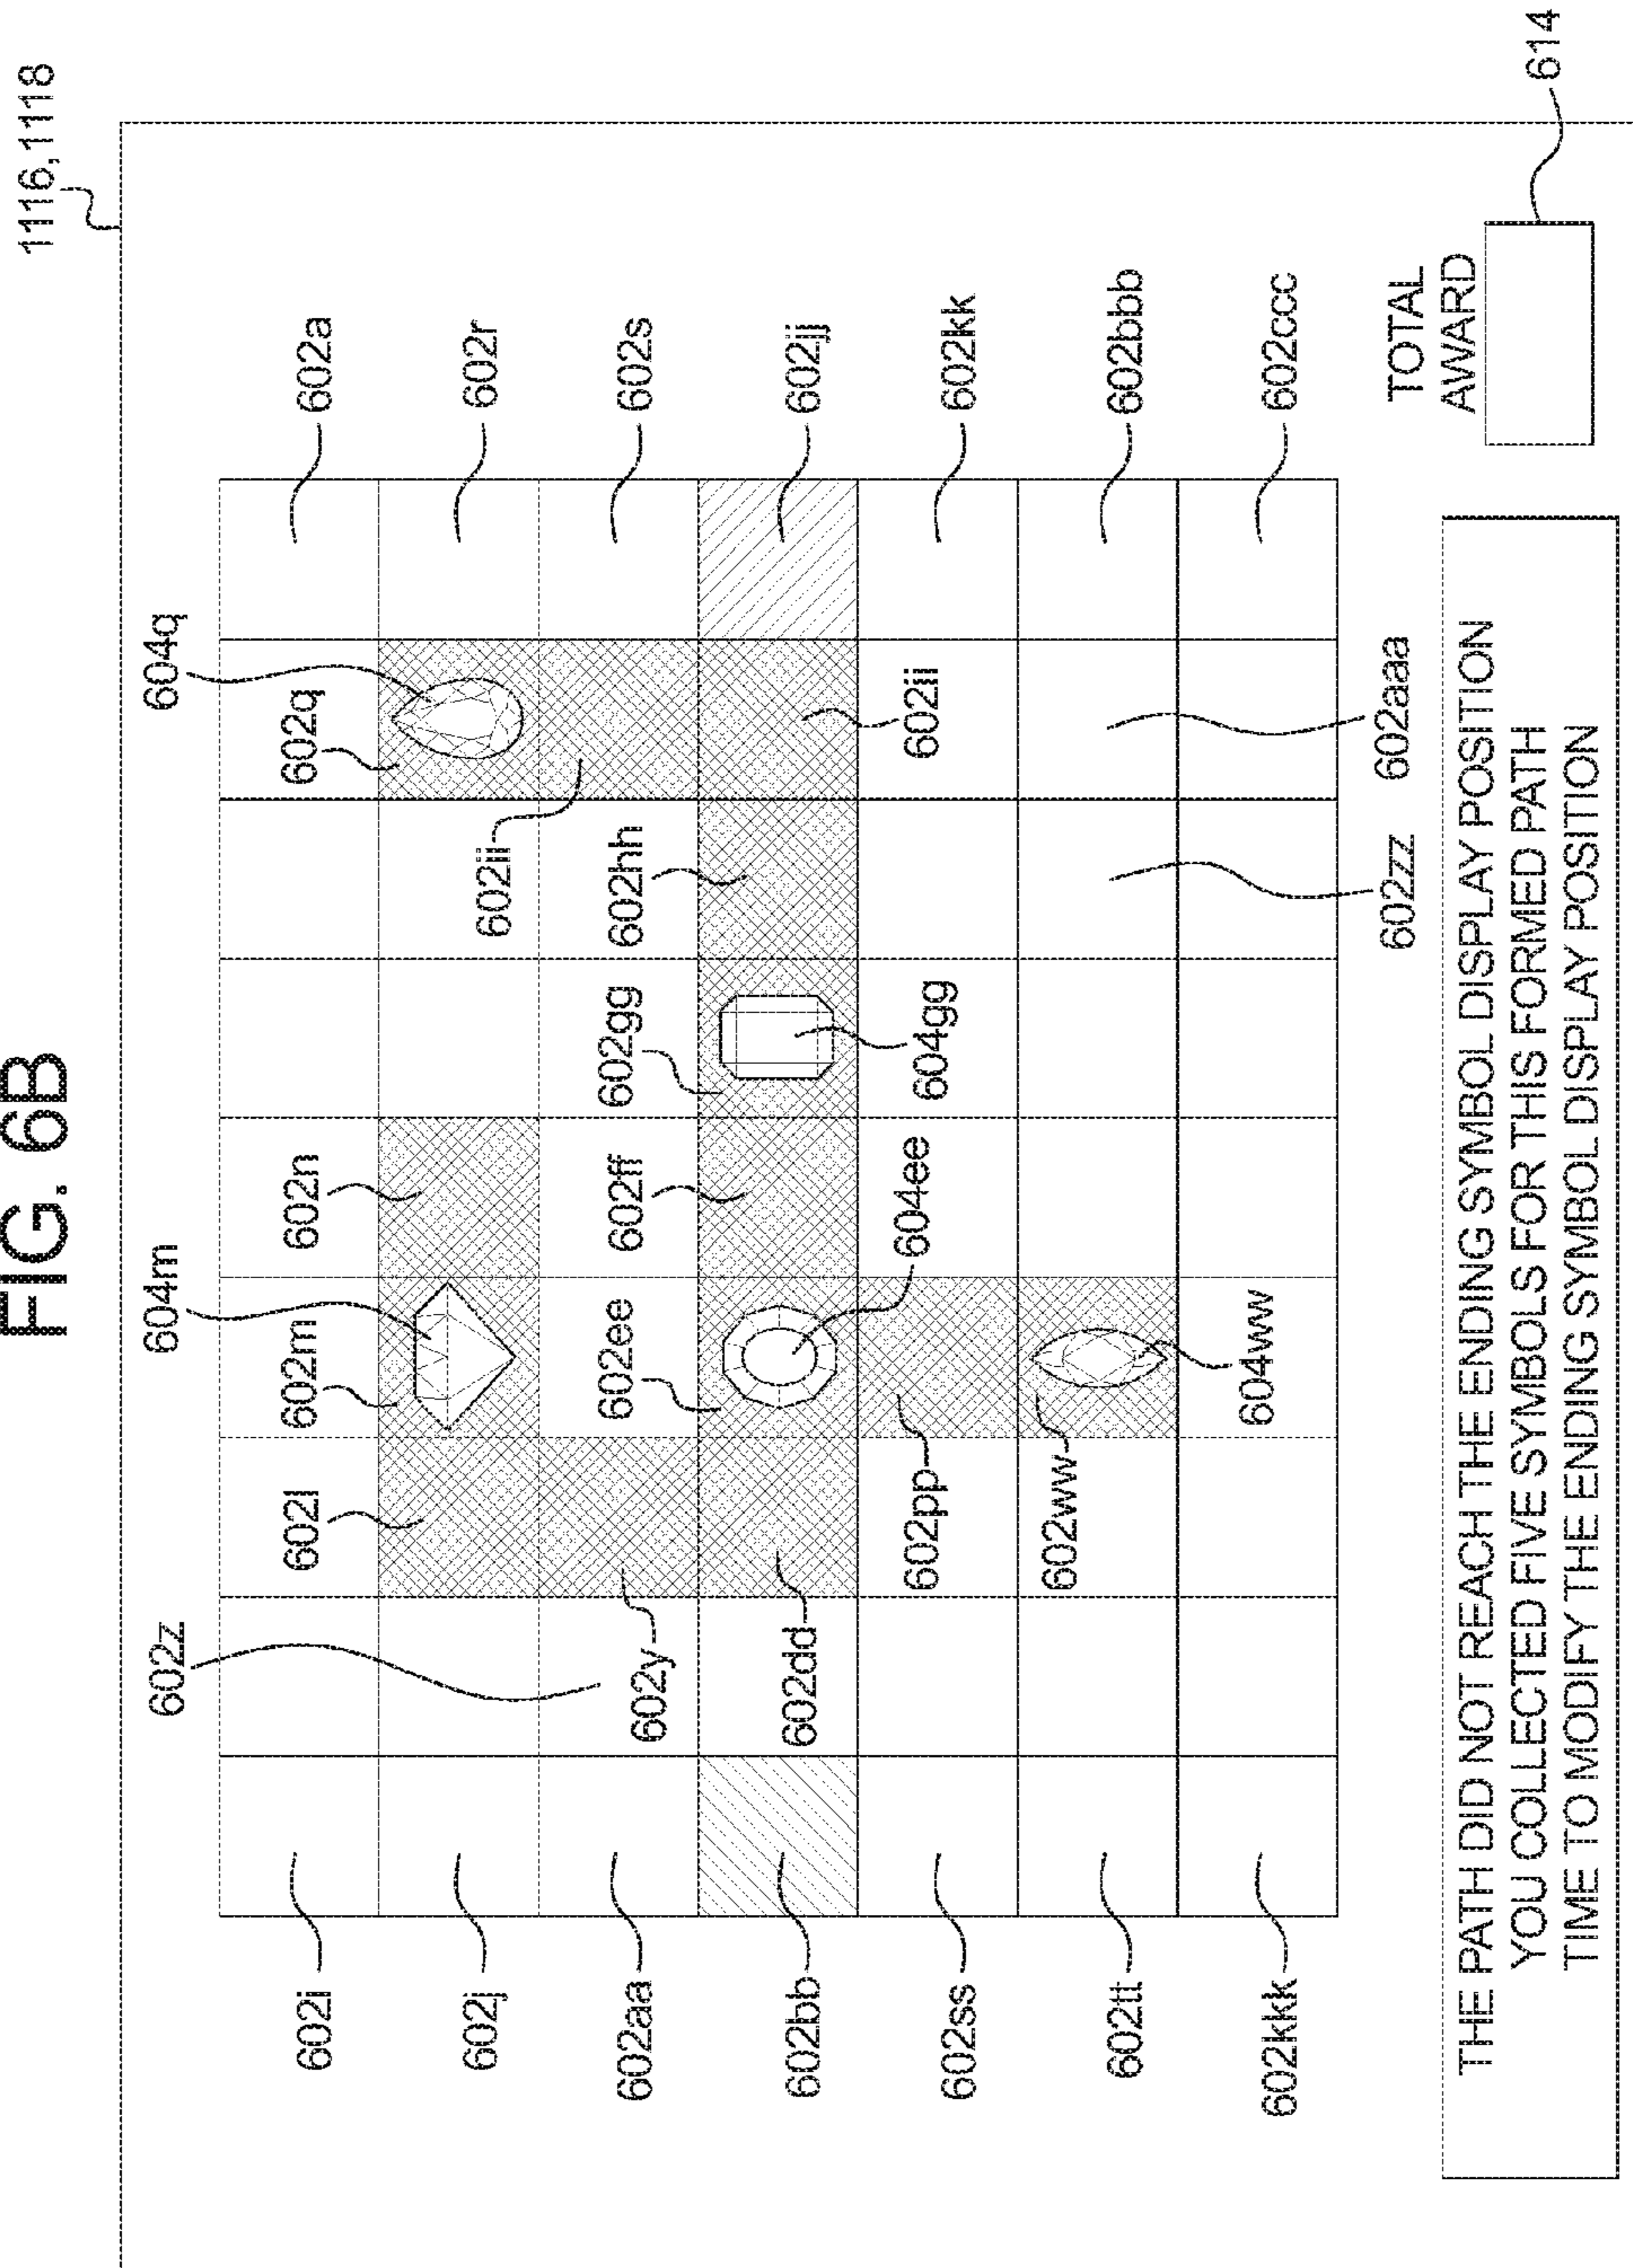 FIG. 6B
1116,1118
602z 604m 604q
602i 602l 602m 602n 602q 602a
602j 602ii 602r
602aa 602y 602ee 602ff 602gg 602hh 602s
602bb 602dd 602jj
602ss 602pp 604ee 604gg 602ii 602kk
602tt 602ww 602bbb
602kkk 604ww 602ccc
602zz 602aaa
TOTAL
AWARD
614
THE PATH DID NOT REACH THE ENDING SYMBOL DISPLAY POSITION
YOU COLLECTED FIVE SYMBOLS FOR THIS FORMED PATH
TIME TO MODIFY THE ENDING SYMBOL DISPLAY POSITION